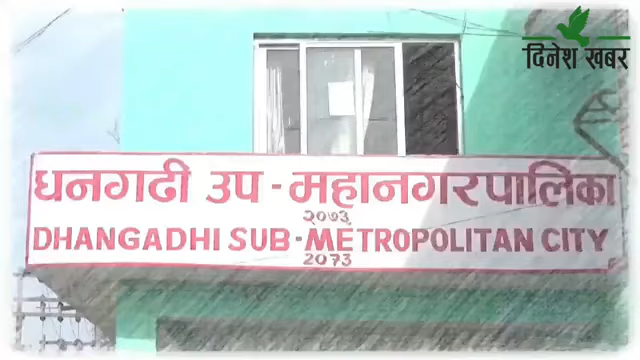 दिनेश खबर
धनगढी उप - महानगरपालिका
२०७३
DHANGADHI SUB-METROPOLITAN CITY
2073